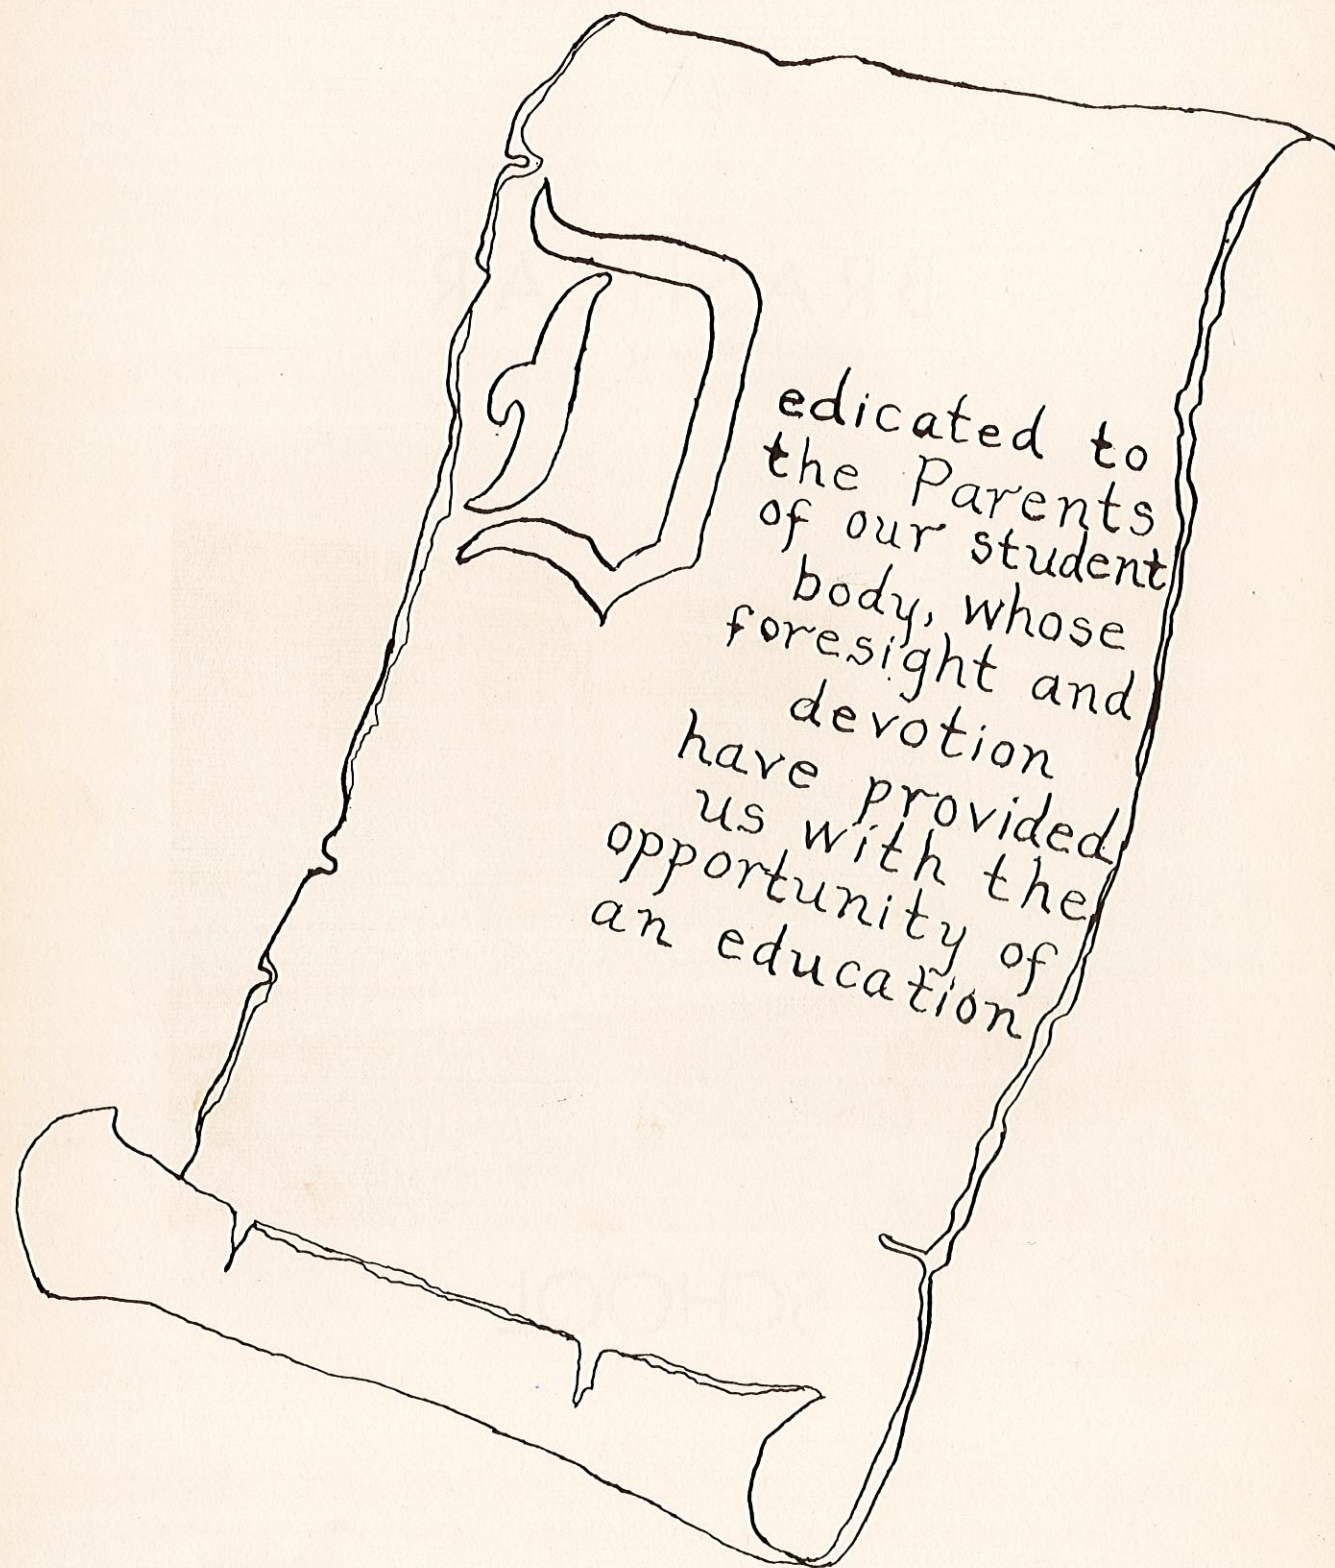 Dedicated to
the Parents
of our student
body, whose
foresight and
devotion
have provided
us with the
opportunity of
an education